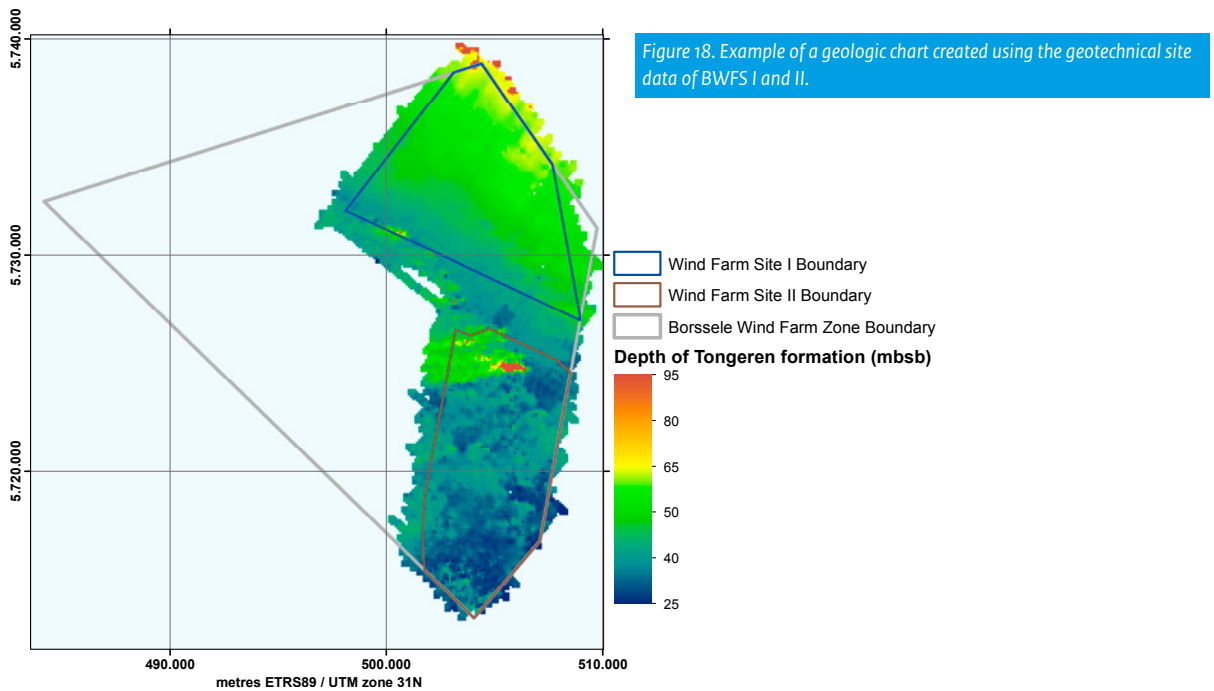 5.740.000
5.730.000
5.720.000
490.000
500.000
510.000
metres ETRS89 / UTM zone 31N
Figure 18. Example of a geologic chart created using the geotechnical site
data of BWFS I and II.
Wind Farm Site I Boundary
Wind Farm Site II Boundary
Borssele Wind Farm Zone Boundary
Depth of Tongeren formation (mbsb)
95
80
65
50
40
25